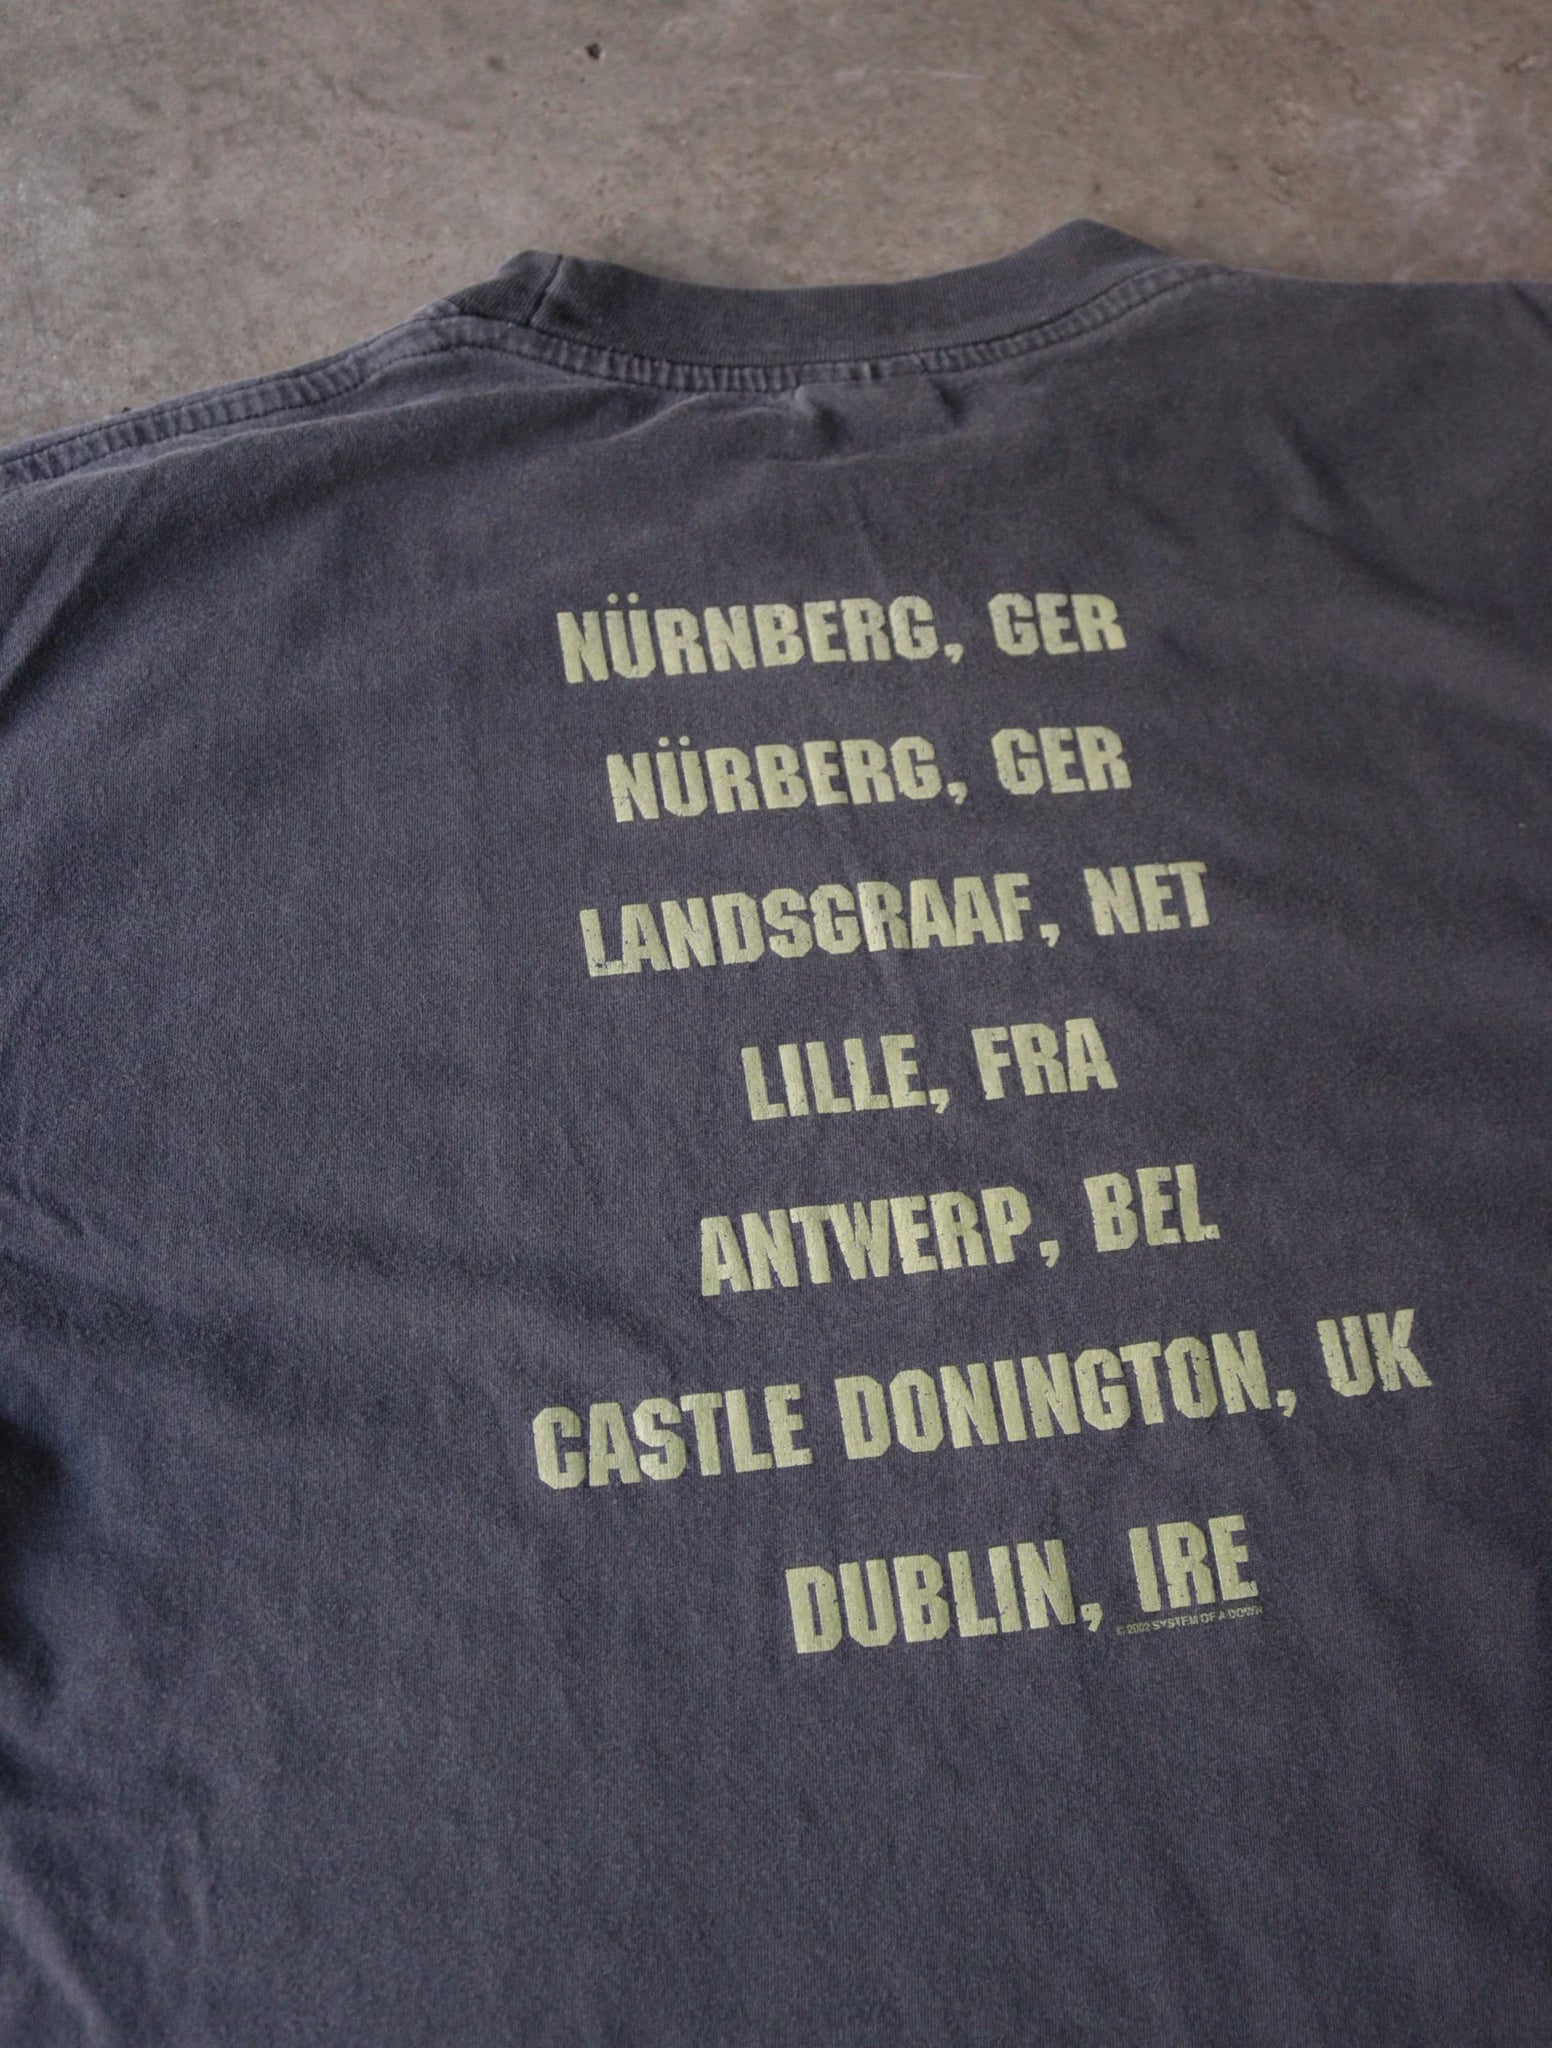 NÜRNBERG, GER
NÜRBERG, GER
LANDSGRAAF, NET
LILLE, FRA
ANTWERP, BEL
CASTLE DONINGTON, UK
DUBLIN, IRE
© 2002 SYSTEM OF A DOWN